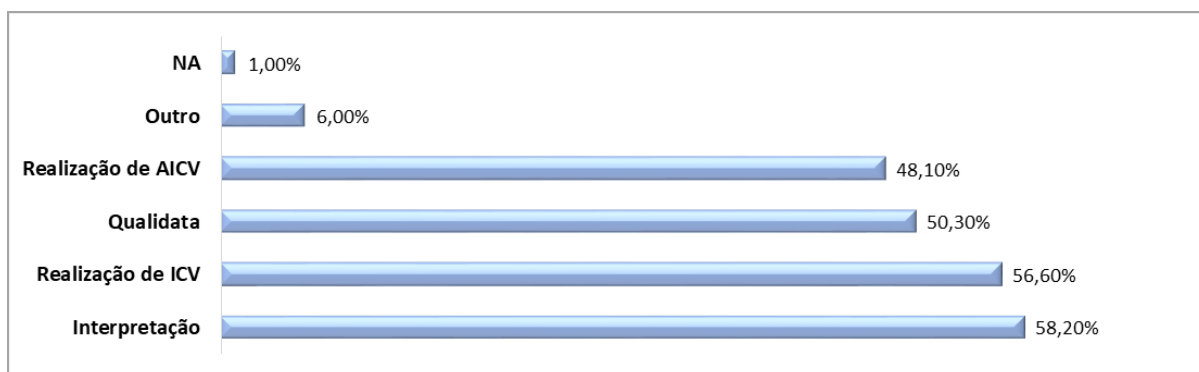 NA 1,00%
Outro 6,00%
Realização de AICV 48,10%
Qualidata 50,30%
Realização de ICV 56,60%
Interpretação 58,20%